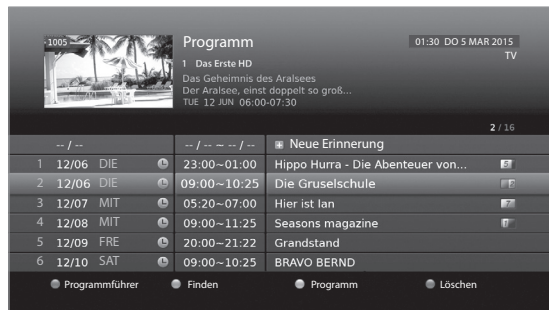 1005
Programm
01:30 DO 5 MAR 2015
TV
1 Das Erste HD
Das Geheimnis des Aralsees
Der Aralsee, einst doppelt so groß...
TUE 12 JUN 06:00-07:30
2 / 16
-- / -- -- / -- ~ -- / -- Neue Erinnerung
1 12/06 DIE 23:00~01:00 Hippo Hurra - Die Abenteuer von...
2 12/06 DIE 09:00~10:25 Die Gruselschule
3 12/07 MIT 05:20~07:00 Hier ist Ian
4 12/08 MIT 09:00~11:25 Seasons magazine
5 12/09 FRE 20:00~21:22 Grandstand
6 12/10 SAT 09:00~10:25 BRAVO BERND
Programmführer Finden Programm Löschen